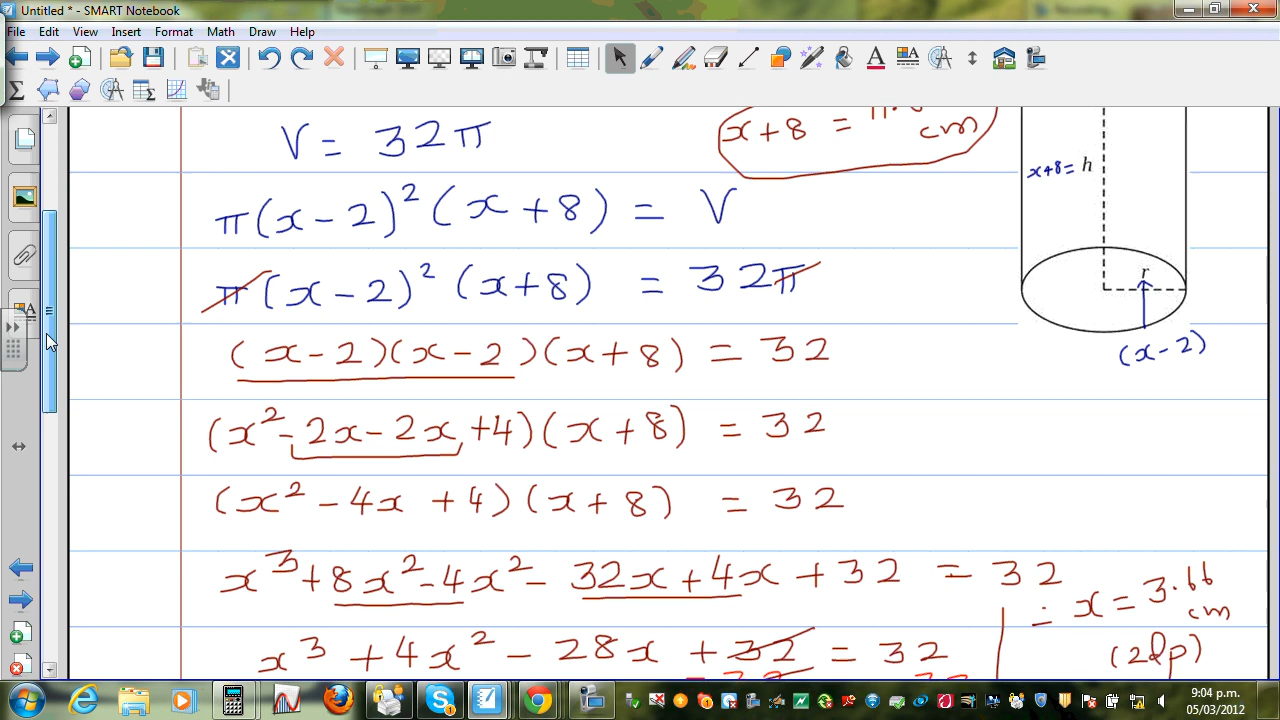 Untitled * - SMART Notebook
File Edit View Insert Format Math Draw Help
V = 32π
x+8 =
cm
π(x-2)²(x+8) = V
π(x-2)²(x+8) = 32π
(x-2)(x-2)(x+8) = 32
(x²-2x-2x+4)(x+8) = 32
(x²-4x+4)(x+8) = 32
x³+8x²-4x²-32x+4x+32 = 32
x³+4x²-28x+32 = 32
x+8= h
r
(x-2)
x = 3.66
cm
(2dp)
9:04 p.m.
05/03/2012